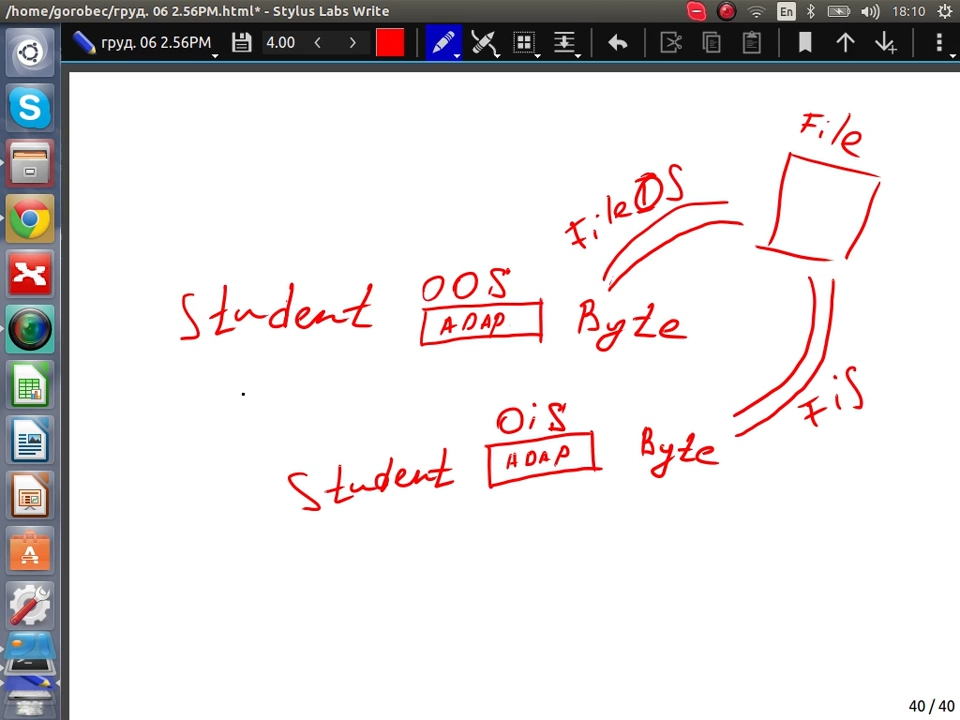 /home/gorobec/груд. 06 2.56PM.html* - Stylus Labs Write
En
18:10
груд. 06 2.56PM
4.00
File
FileOS
OOS
Student
ADAP
Byte
FiS
OiS
Student
ADAP
Byte
40 / 40